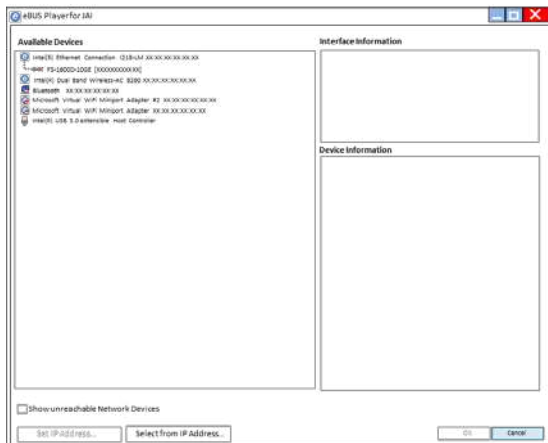 eBUS Player for JAI
Available Devices
Interface Information
Intel(R) Ethernet Connection I218-LM XX:XX:XX:XX:XX:XX
FS-1600D-10GE [XXXXXXXXXXXX]
Intel(R) Dual Band Wireless-AC 8260 XX:XX:XX:XX:XX:XX
Bluetooth XX:XX:XX:XX:XX:XX
Microsoft Virtual WiFi Miniport Adapter #2 XX:XX:XX:XX:XX:XX
Microsoft Virtual WiFi Miniport Adapter XX:XX:XX:XX:XX:XX
Intel(R) USB 3.0 eXtensible Host Controller
Device Information
Show unreachable Network Devices
Set IP Address...
Select from IP Address...
OK
Cancel